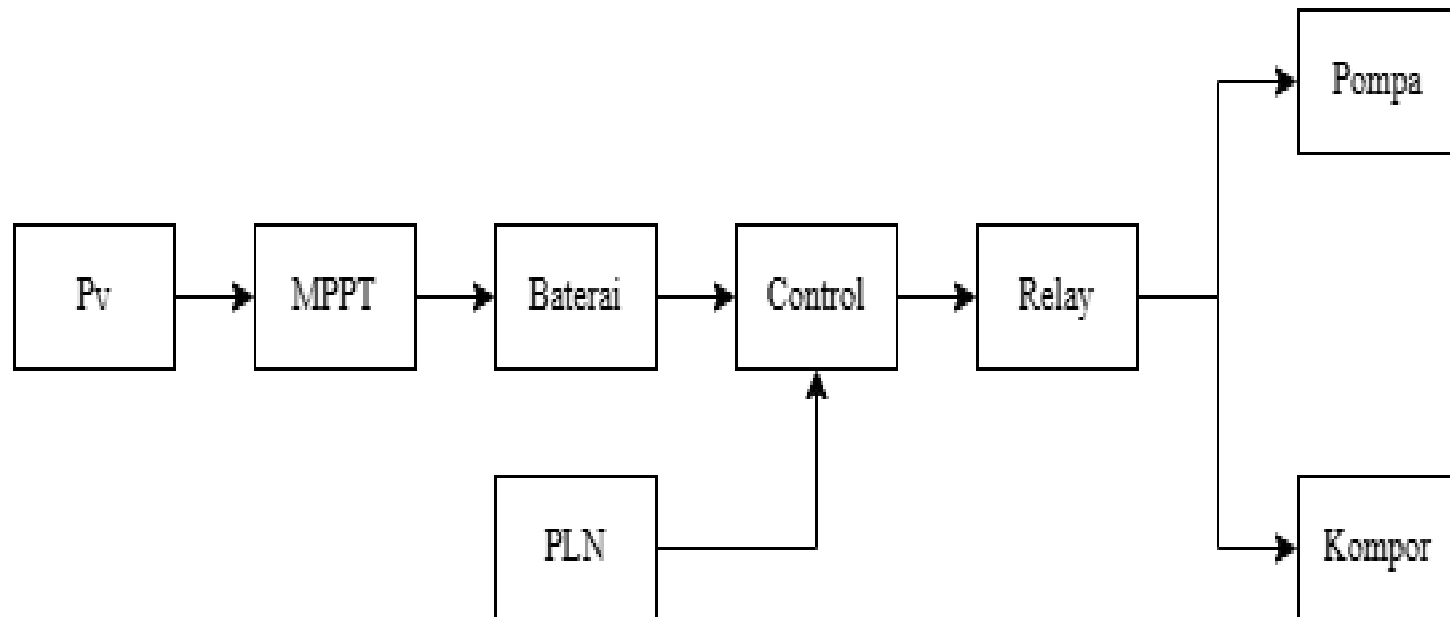 Pompa
Pv
MPPT
Baterai
Control
Relay
PLN
Kompor